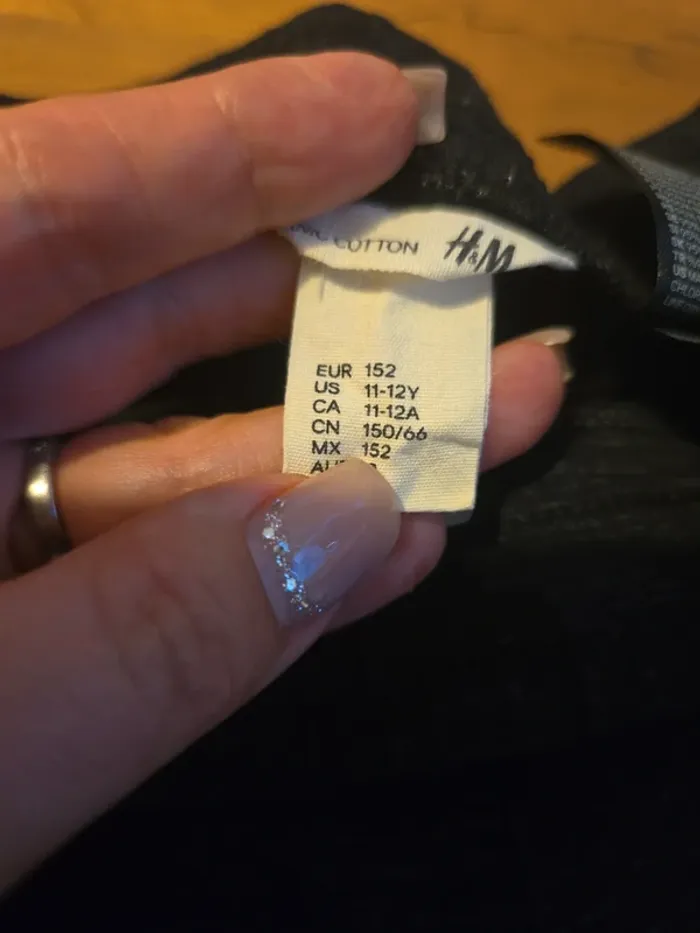 COTTON H&M
EUR 152
US 11-12Y
CA 11-12A
CN 150/66
MX 152